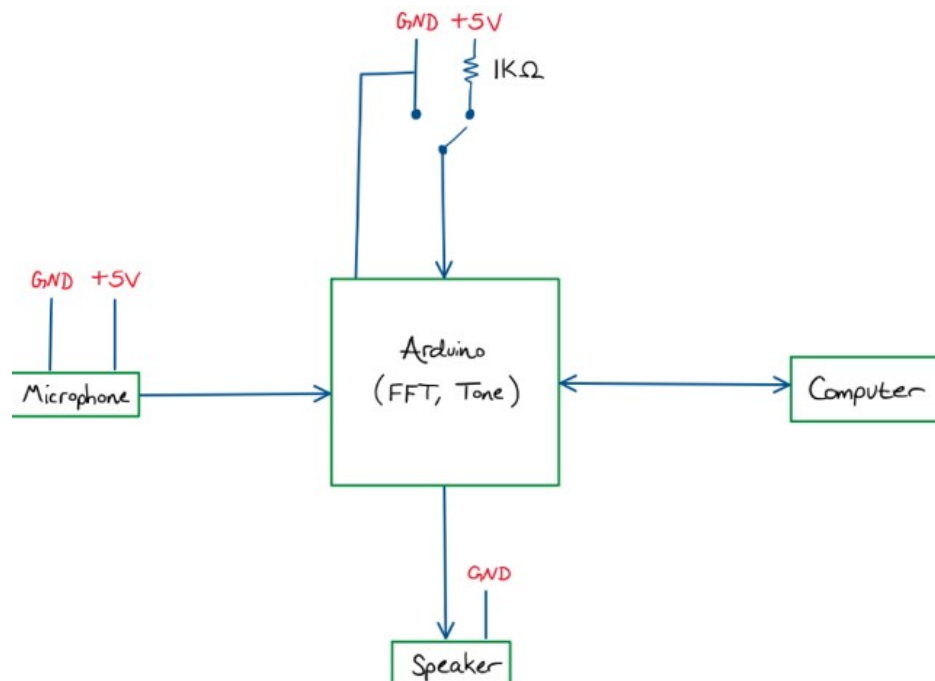 GND +5V
1KΩ
GND +5V
Microphone
Arduino
(FFT, Tone)
Computer
GND
Speaker